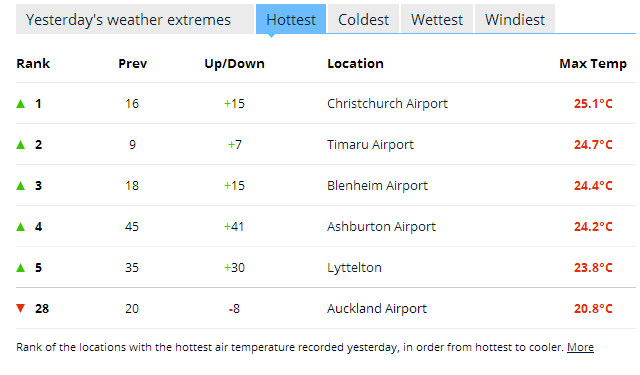 Yesterday's weather extremes Hottest Coldest Wettest Windiest
Rank Prev Up/Down Location Max Temp
▲ 1 16 +15 Christchurch Airport 25.1°C
▲ 2 9 +7 Timaru Airport 24.7°C
▲ 3 18 +15 Blenheim Airport 24.4°C
▲ 4 45 +41 Ashburton Airport 24.2°C
▲ 5 35 +30 Lyttelton 23.8°C
▼ 28 20 -8 Auckland Airport 20.8°C
Rank of the locations with the hottest air temperature recorded yesterday, in order from hottest to cooler. More